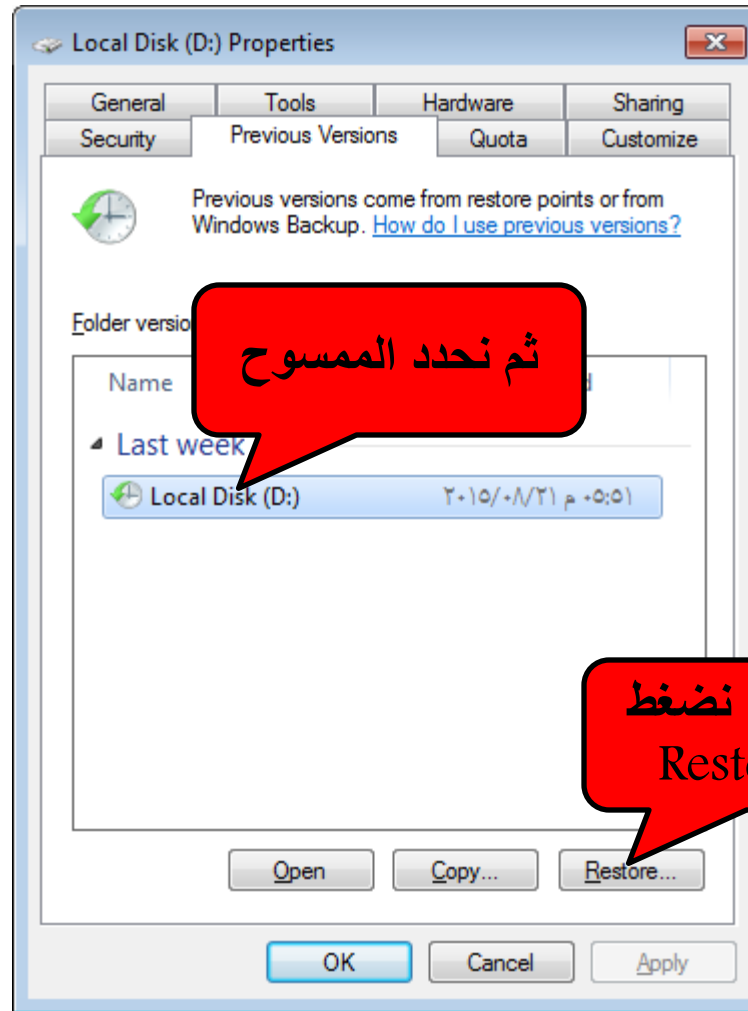 Local Disk (D:) Properties
General Tools Hardware Sharing
Security Previous Versions Quota Customize
Previous versions come from restore points or from
Windows Backup. How do I use previous versions?
Folder
ثم نحدد الممسوح
Name
Last week
Local Disk (D:) ٢٠١٥/٠٨/٢١ م ٠٥:٥١
نضغط
Open Copy... Restore...
OK Cancel Apply